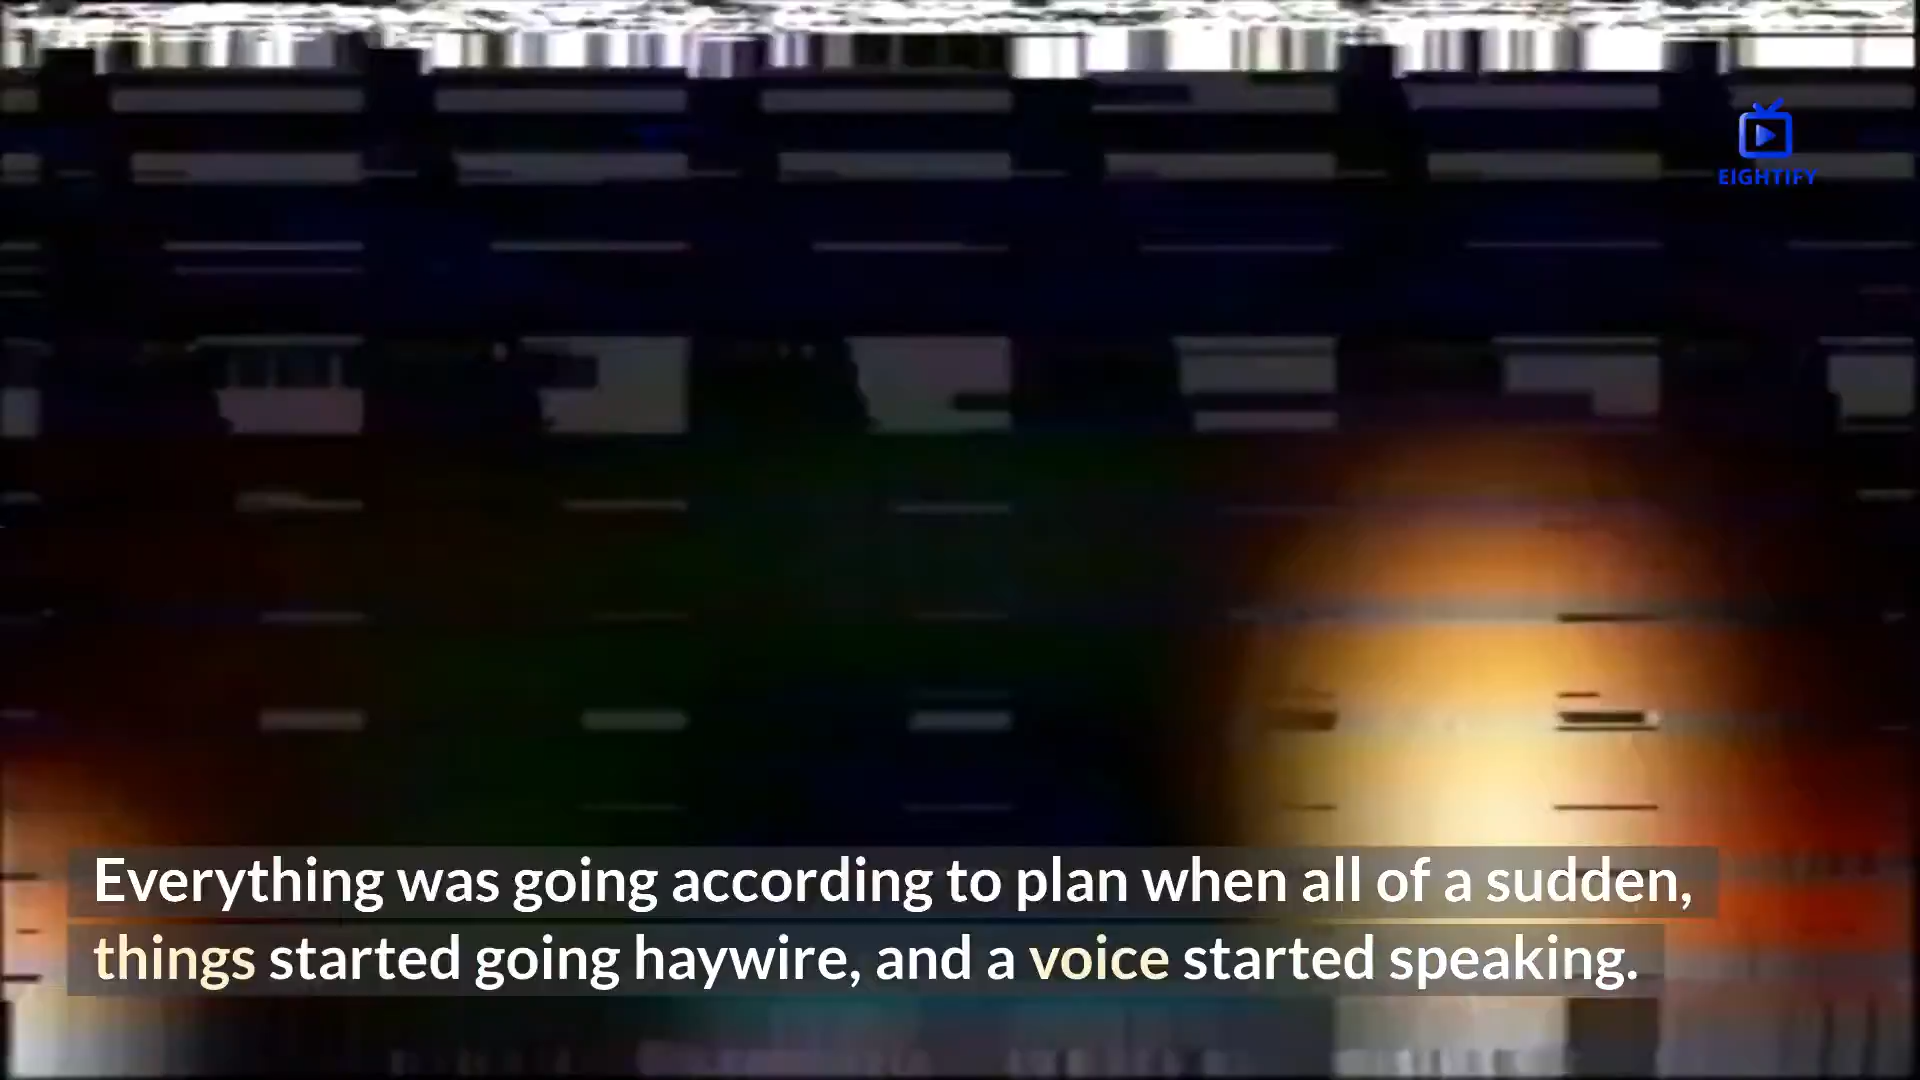 EIGHTIFY
Everything was going according to plan when all of a sudden,
things started going haywire, and a voice started speaking.